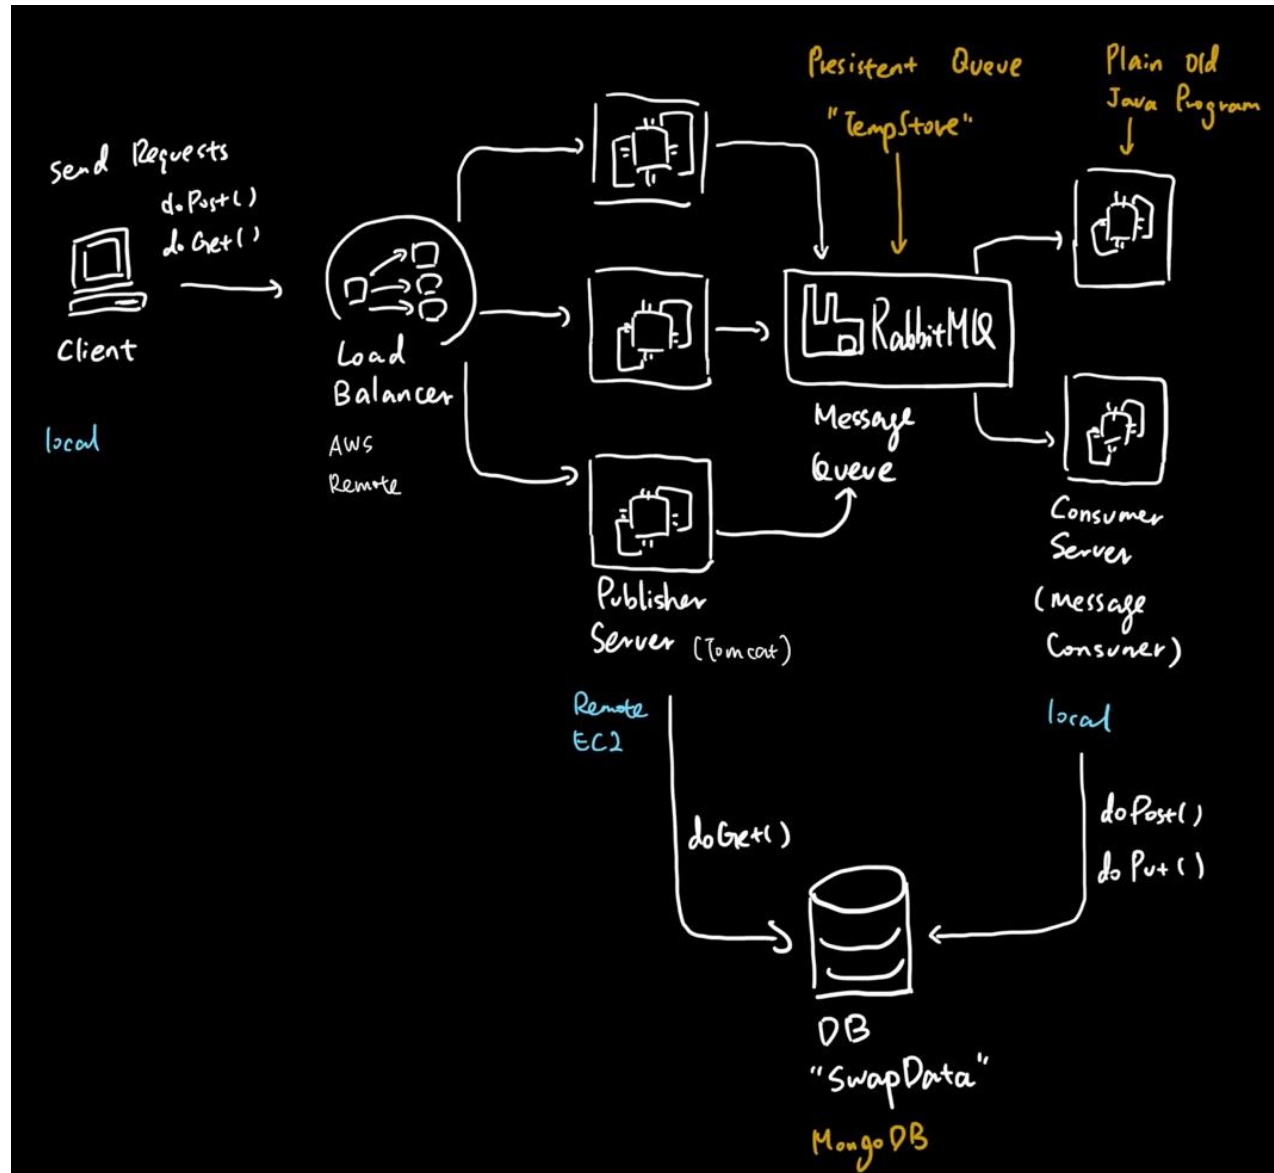 Send Requests
doPost()
doGet()
Client
local
Load
Balancer
AWS
Remote
Publisher
Server (Tomcat)
Remote
EC2
Presistent Queue
"TempStore"
RabbitMQ
Message
Queue
Plain Old
Java Program
Consumer
Server
(Message
Consumer)
local
doGet()
doPost()
doPut()
DB
"SwapData"
MongoDB